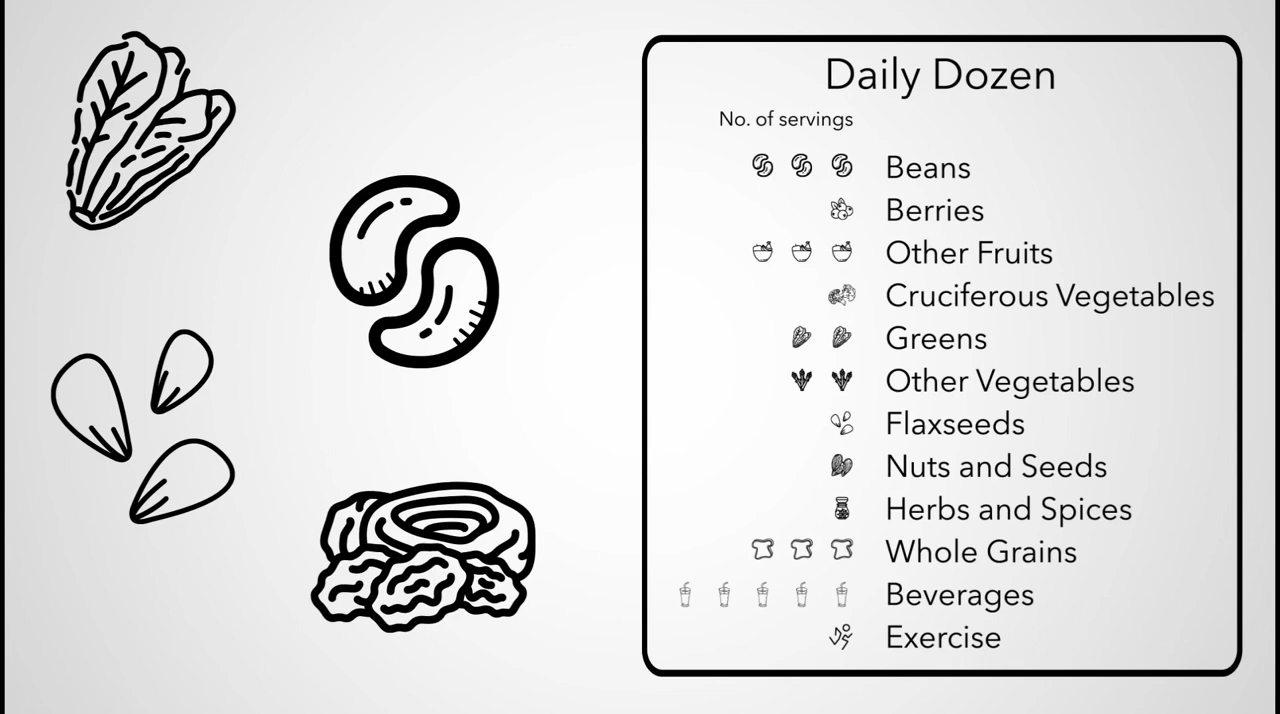 Daily Dozen
No. of servings
Beans
Berries
Other Fruits
Cruciferous Vegetables
Greens
Other Vegetables
Flaxseeds
Nuts and Seeds
Herbs and Spices
Whole Grains
Beverages
Exercise